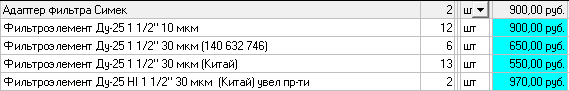 Адаптер Фильтра Симек 2 ш 900,00 руб.
Фильтроэлемент Ду-25 1 1/2" 10 мкм 12 шт 900,00 руб.
Фильтроэлемент Ду-25 1 1/2" 30 мкм (140 632 746) 6 шт 650,00 руб.
Фильтроэлемент Ду-25 1 1/2" 30 мкм (Китай) 13 шт 550,00 руб.
Фильтроэлемент Ду-25 HI 1 1/2" 30 мкм (Китай) увел пр-ти 2 шт 970,00 руб.